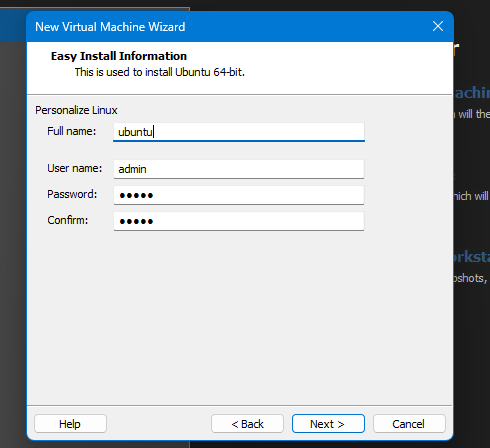 New Virtual Machine Wizard
Easy Install Information
This is used to install Ubuntu 64-bit.
Personalize Linux
Full name: ubuntu
User name: admin
Password: •••••
Confirm: •••••
Help < Back Next > Cancel
r
achin
n will the
hich will
orksta
pshots,